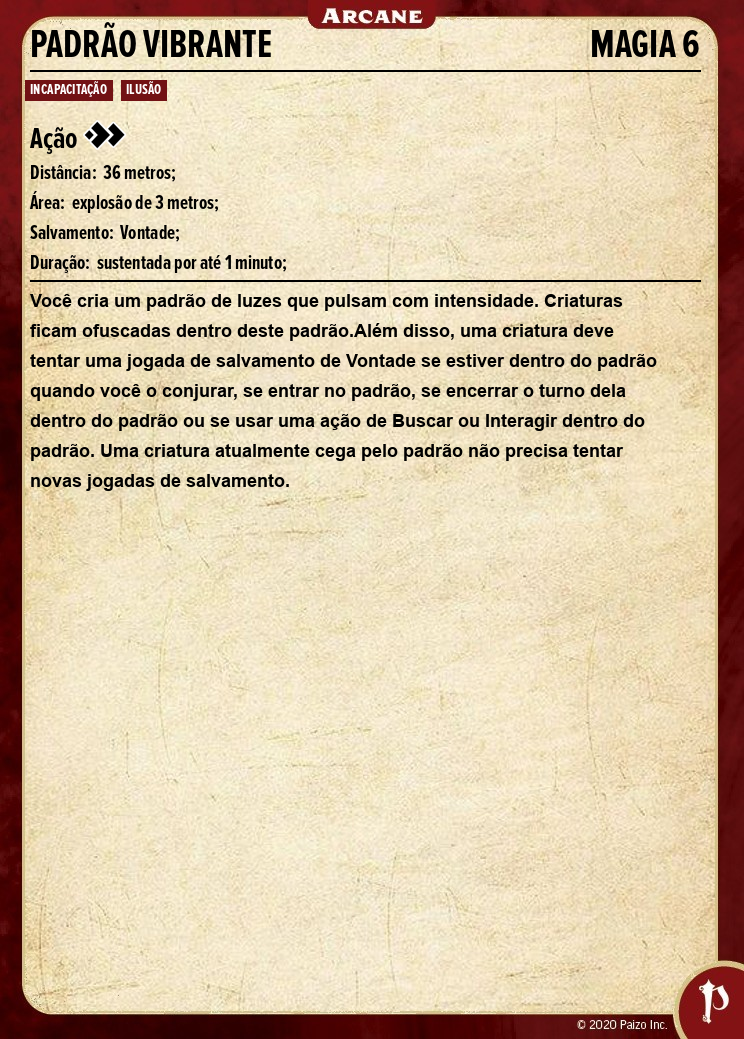 ARCANE
PADRÃO VIBRANTE MAGIA 6
INCAPACITAÇÃO ILUSÃO
Ação
Distância: 36 metros;
Área: explosão de 3 metros;
Salvamento: Vontade;
Duração: sustentada por até 1 minuto;
Você cria um padrão de luzes que pulsam com intensidade. Criaturas
ficam ofuscadas dentro deste padrão.Além disso, uma criatura deve
tentar uma jogada de salvamento de Vontade se estiver dentro do padrão
quando você o conjurar, se entrar no padrão, se encerrar o turno dela
dentro do padrão ou se usar uma ação de Buscar ou Interagir dentro do
padrão. Uma criatura atualmente cega pelo padrão não precisa tentar
novas jogadas de salvamento.
© 2020 Paizo Inc.